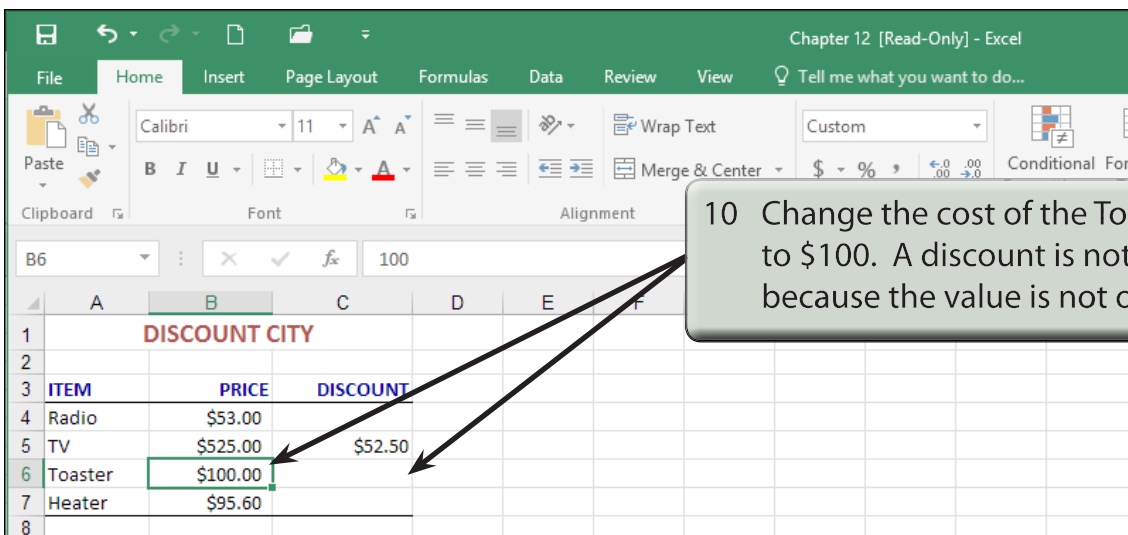 Chapter 12 [Read-Only] - Excel
File Home Insert Page Layout Formulas Data Review View Tell me what you want to do...
Calibri 11 A A Wrap Text Custom
Paste B I U A Merge & Center $ % , Conditional For
Clipboard Font Alignment
10 Change the cost of the To
to $100. A discount is not
because the value is not o
B6 fx 100
A B C D E F
1 DISCOUNT CITY
2
3 ITEM PRICE DISCOUNT
4 Radio $53.00
5 TV $525.00 $52.50
6 Toaster $100.00
7 Heater $95.60
8